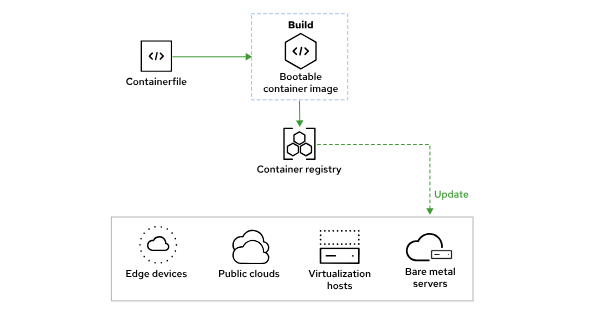 Build
</>
</>
Containerfile
Bootable
container image
Container registry
Update
Edge devices
Public clouds
Virtualization
hosts
Bare metal
servers